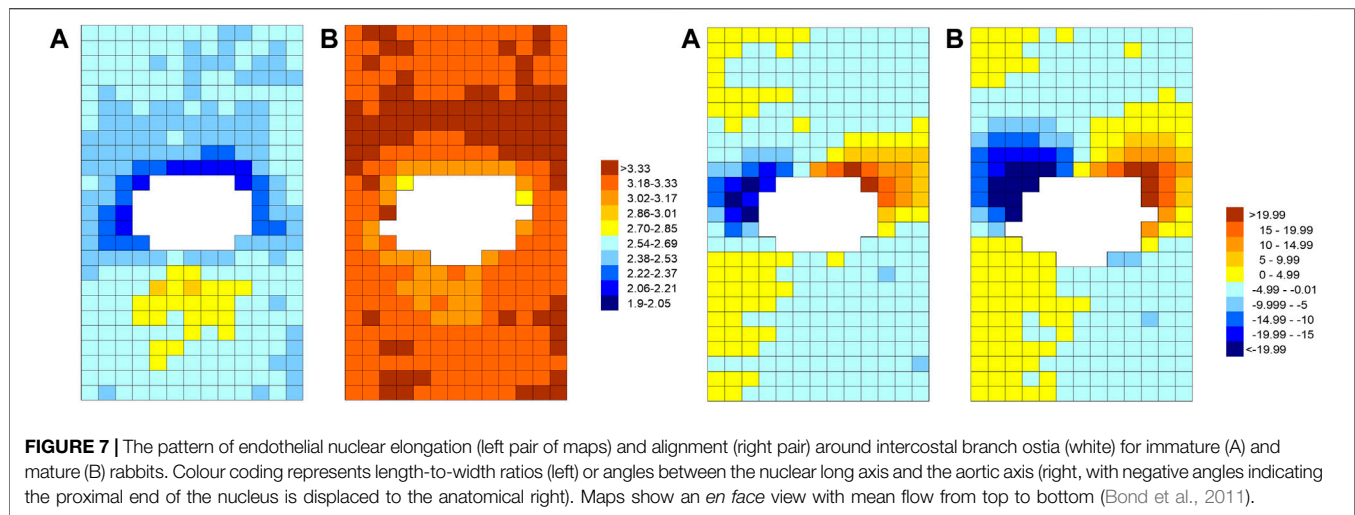 A
B
>3.33
3.18-3.33
3.02-3.17
2.86-3.01
2.70-2.85
2.54-2.69
2.38-2.53
2.22-2.37
2.06-2.21
1.9-2.05
A
B
>19.99
15 - 19.99
10 - 14.99
5 - 9.99
0 - 4.99
-4.99 - -0.01
-9.999 - -5
-14.99 - -10
-19.99 - -15
<-19.99
FIGURE 7 | The pattern of endothelial nuclear elongation (left pair of maps) and alignment (right pair) around intercostal branch ostia (white) for immature (A) and
mature (B) rabbits. Colour coding represents length-to-width ratios (left) or angles between the nuclear long axis and the aortic axis (right, with negative angles indicating
the proximal end of the nucleus is displaced to the anatomical right). Maps show an en face view with mean flow from top to bottom (Bond et al., 2011).